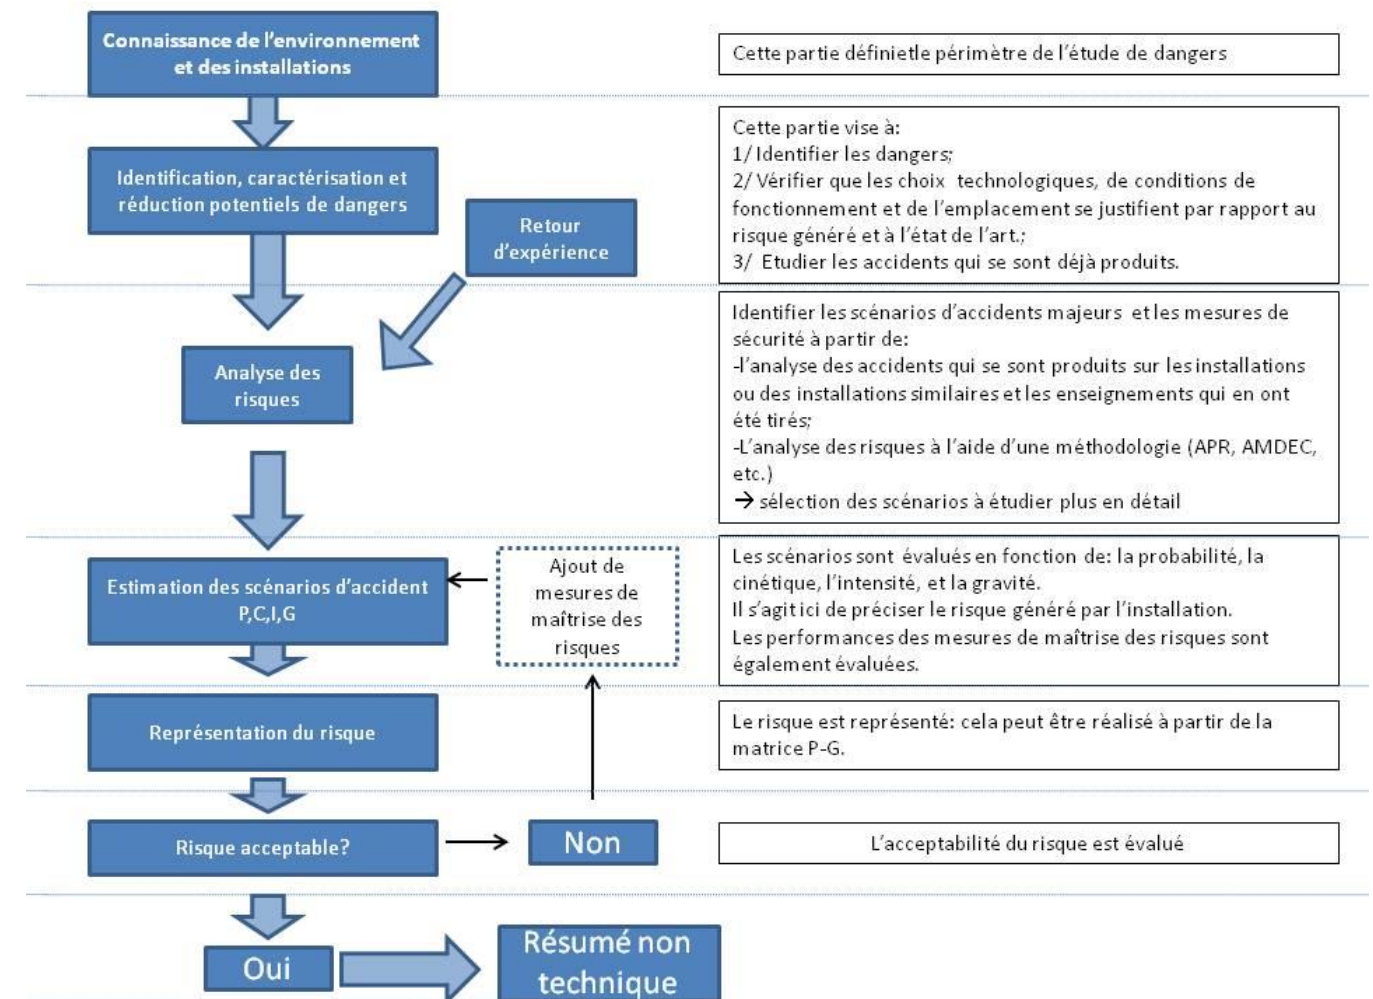 Connaissance de l'environnement
et des installations
Cette partie définietle périmètre de l'étude de dangers
Identification, caractérisation et
réduction potentiels de dangers
Retour
d'expérience
Cette partie vise à:
1/ Identifier les dangers;
2/ Vérifier que les choix technologiques, de conditions de
fonctionnement et de l'emplacement se justifient par rapport au
risque généré et à l'état de l'art.;
3/ Etudier les accidents qui se sont déjà produits.
Analyse des
risques
Identifier les scénarios d'accidents majeurs et les mesures de
sécurité à partir de:
-l'analyse des accidents qui se sont produits sur les installations
ou des installations similaires et les enseignements qui en ont
été tirés;
-L'analyse des risques à l'aide d'une méthodologie (APR, AMDEC,
etc.)
→ sélection des scénarios à étudier plus en détail
Estimation des scénarios d'accident
P,C,I,G
Ajout de
mesures de
maîtrise des
risques
Les scénarios sont évalués en fonction de: la probabilité, la
cinétique, l'intensité, et la gravité.
Il s'agit ici de préciser le risque généré par l'installation.
Les performances des mesures de maîtrise des risques sont
également évaluées.
Représentation du risque
Le risque est représenté: cela peut être réalisé à partir de la
matrice P-G.
Risque acceptable?
Non
L'acceptabilité du risque est évalué
Oui
Résumé non
technique